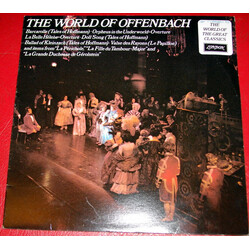 THE WORLD OF OFFENBACH
Barcarolle (Tales of Hoffmann) · Orpheus in the Underworld-Overture
La Belle Hélène-Overture · Doll Song (Tales of Hoffmann)
Ballad of Kleinzach (Tales of Hoffmann) · Valse des Rayons (Le Papillon)
and items from "La Périchole," "La Fille du Tambour-Major" and
"La Grande Duchesse de Gérolstein"
THE
WORLD OF
THE GREAT
CLASSICS
LONDON